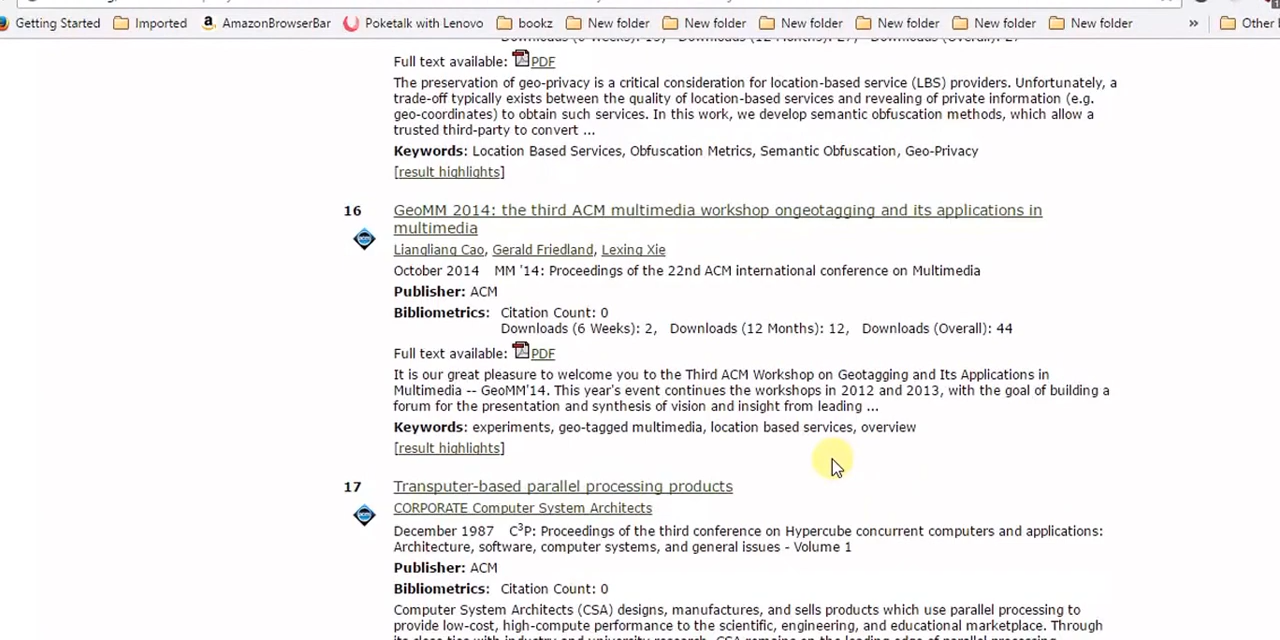 Getting Started Imported AmazonBrowserBar Poketalk with Lenovo bookz New folder New folder New folder New folder New folder New folder » Other
Full text available: PDF
The preservation of geo-privacy is a critical consideration for location-based service (LBS) providers. Unfortunately, a
trade-off typically exists between the quality of location-based services and revealing of private information (e.g.
geo-coordinates) to obtain such services. In this work, we develop semantic obfuscation methods, which allow a
trusted third-party to convert ...
Keywords: Location Based Services, Obfuscation Metrics, Semantic Obfuscation, Geo-Privacy
[result highlights]
16 GeoMM 2014: the third ACM multimedia workshop ongeotagging and its applications in
multimedia
Liangliang Cao, Gerald Friedland, Lexing Xie
October 2014 MM '14: Proceedings of the 22nd ACM international conference on Multimedia
Publisher: ACM
Bibliometrics: Citation Count: 0
Downloads (6 Weeks): 2, Downloads (12 Months): 12, Downloads (Overall): 44
Full text available: PDF
It is our great pleasure to welcome you to the Third ACM Workshop on Geotagging and Its Applications in
Multimedia -- GeoMM'14. This year's event continues the workshops in 2012 and 2013, with the goal of building a
forum for the presentation and synthesis of vision and insight from leading ...
Keywords: experiments, geo-tagged multimedia, location based services, overview
[result highlights]
17 Transputer-based parallel processing products
CORPORATE Computer System Architects
December 1987 C³P: Proceedings of the third conference on Hypercube concurrent computers and applications:
Architecture, software, computer systems, and general issues - Volume 1
Publisher: ACM
Bibliometrics: Citation Count: 0
Computer System Architects (CSA) designs, manufactures, and sells products which use parallel processing to
provide low-cost, high-compute performance to the scientific, engineering, and educational marketplace. Through